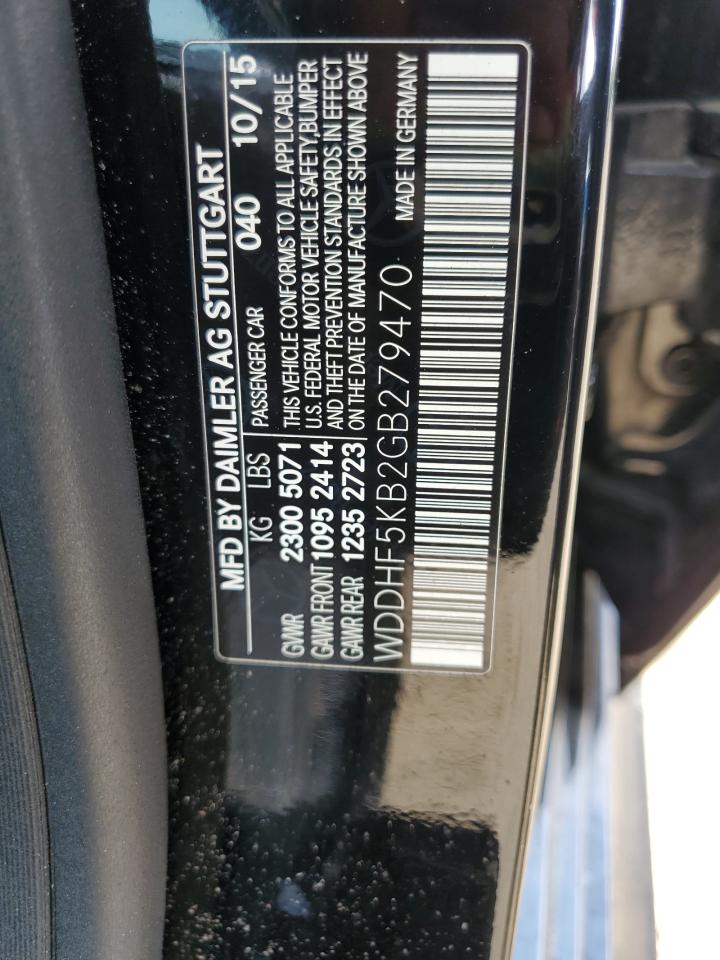 MFD BY DAIMLER AG STUTTGART
040 10/15
KG LBS PASSENGER CAR
GVWR 2300 5071 THIS VEHICLE CONFORMS TO ALL APPLICABLE
U.S. FEDERAL MOTOR VEHICLE SAFETY,BUMPER
GAWR FRONT 1095 2414 AND THEFT PREVENTION STANDARDS IN EFFECT
GAWR REAR 1235 2723 ON THE DATE OF MANUFACTURE SHOWN ABOVE
WDDHF5KB2GB279470 MADE IN GERMANY